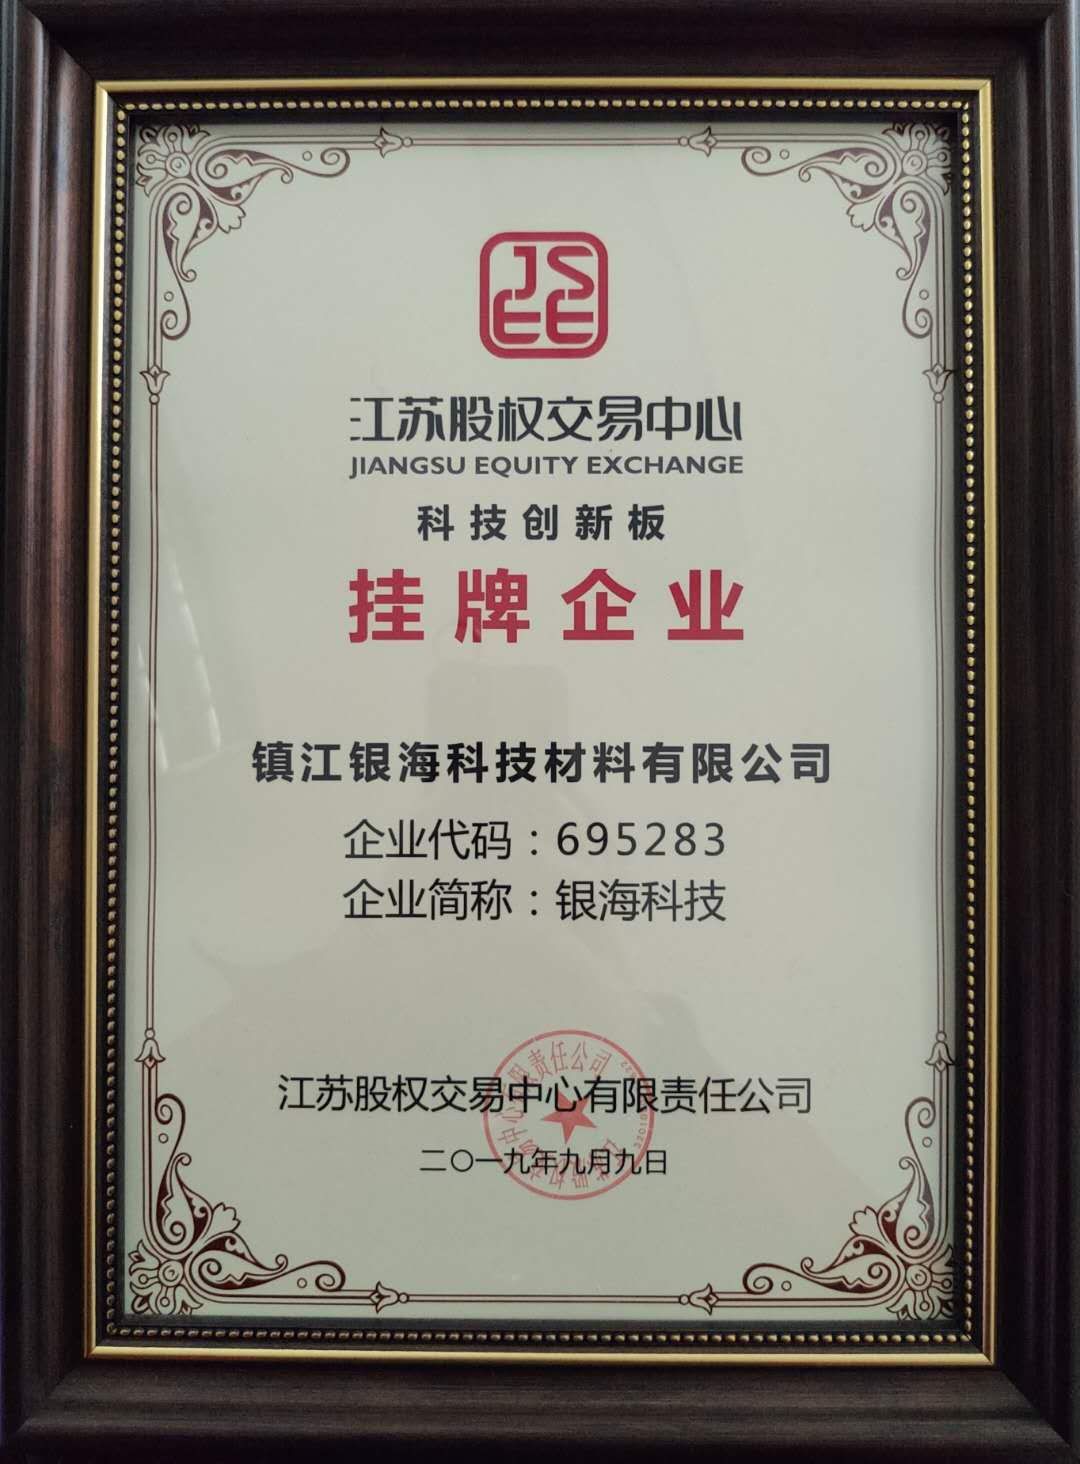 JS
EE
江苏股权交易中心
JIANGSU EQUITY EXCHANGE
科技创新板
挂牌企业
镇江银海科技材料有限公司
企业代码：695283
企业简称：银海科技
江苏股权交易中心有限责任公司
二〇一九年九月九日